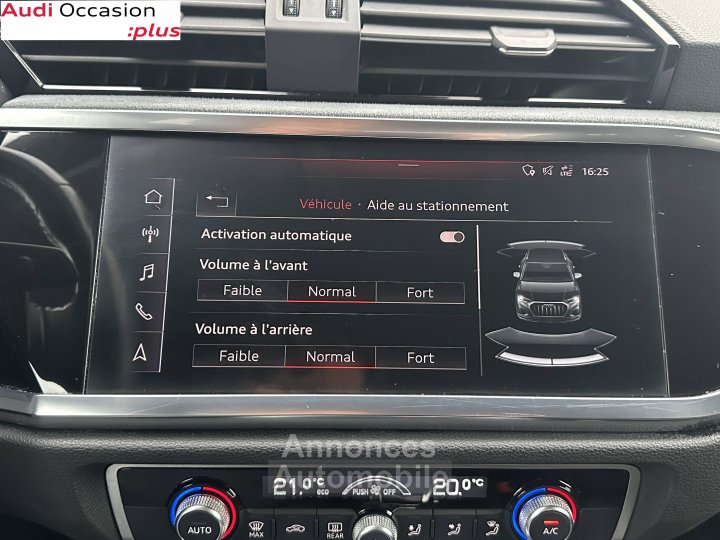 Audi Occasion
:plus
LTE
16:25
Véhicule · Aide au stationnement
Activation automatique
Volume à l'avant
Faible Normal Fort
Volume à l'arrière
Faible Normal Fort
Annonces
Automobile
21.0°C eco PUSH OFF 20.0°C
AUTO MAX REAR A/C